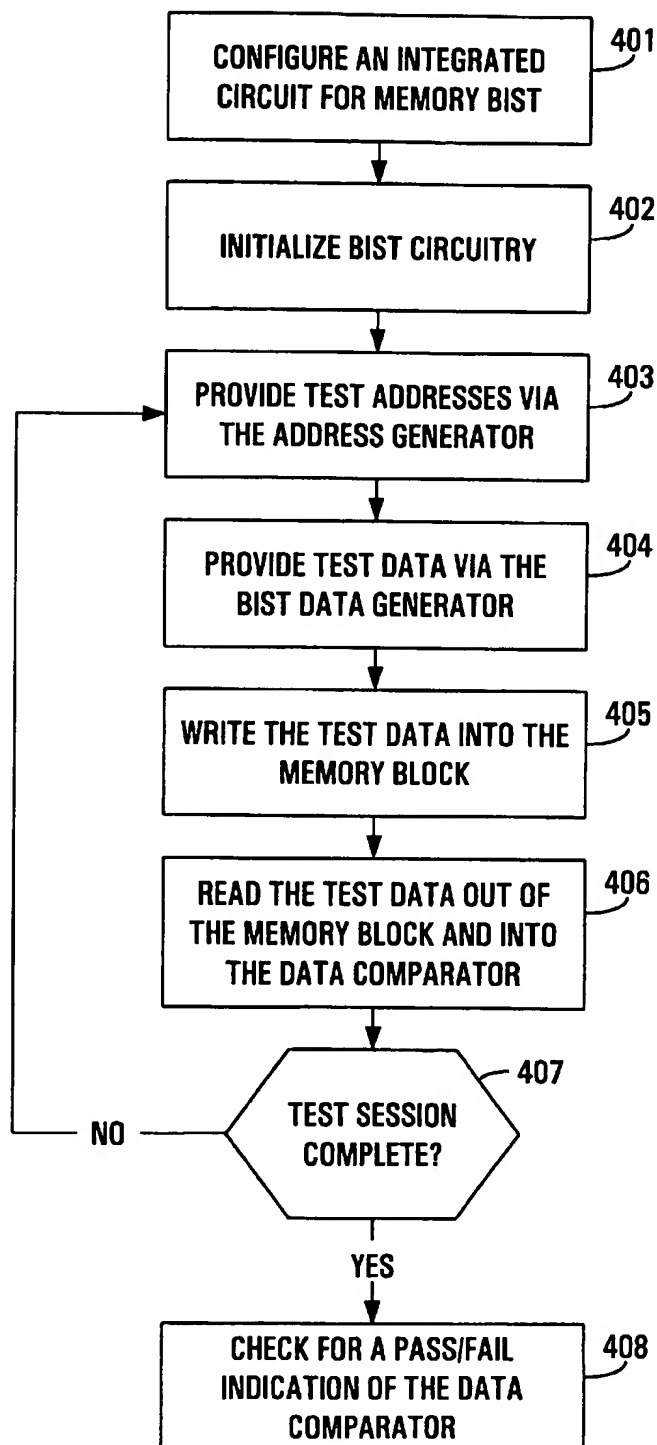 401
CONFIGURE AN INTEGRATED
CIRCUIT FOR MEMORY BIST
402
INITIALIZE BIST CIRCUITRY
403
PROVIDE TEST ADDRESSES VIA
THE ADDRESS GENERATOR
404
PROVIDE TEST DATA VIA THE
BIST DATA GENERATOR
405
WRITE THE TEST DATA INTO THE
MEMORY BLOCK
406
READ THE TEST DATA OUT OF
THE MEMORY BLOCK AND INTO
THE DATA COMPARATOR
407
TEST SESSION
COMPLETE?
NO
YES
408
CHECK FOR A PASS/FAIL
INDICATION OF THE DATA
COMPARATOR